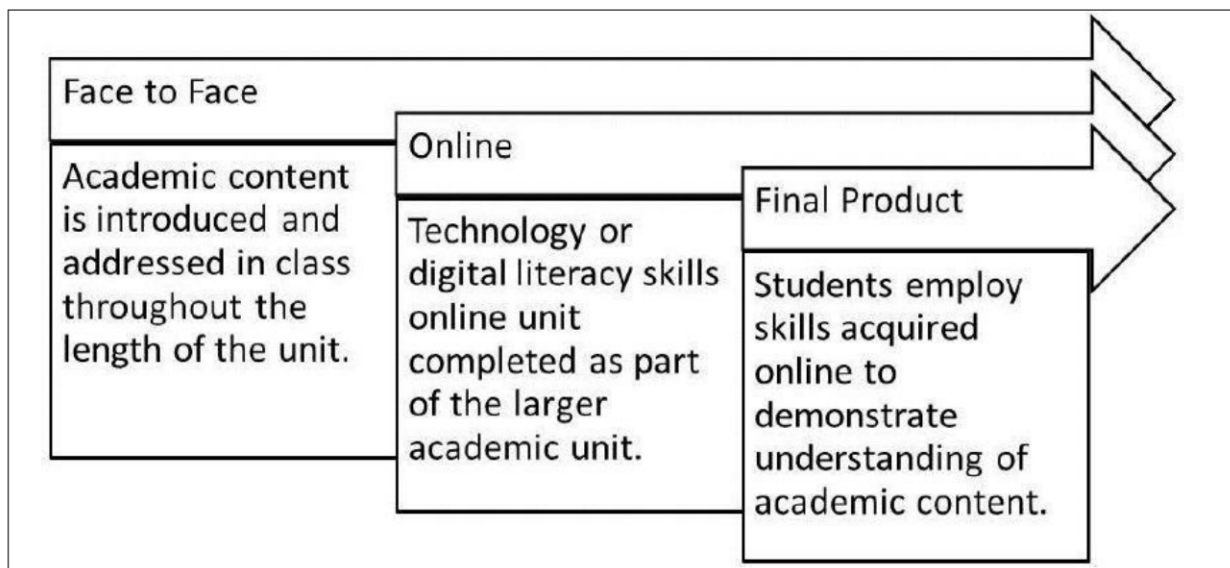 Face to Face
Academic content
is introduced and
addressed in class
throughout the
length of the unit.
Online
Technology or
digital literacy skills
online unit
completed as part
of the larger
academic unit.
Final Product
Students employ
skills acquired
online to
demonstrate
understanding of
academic content.